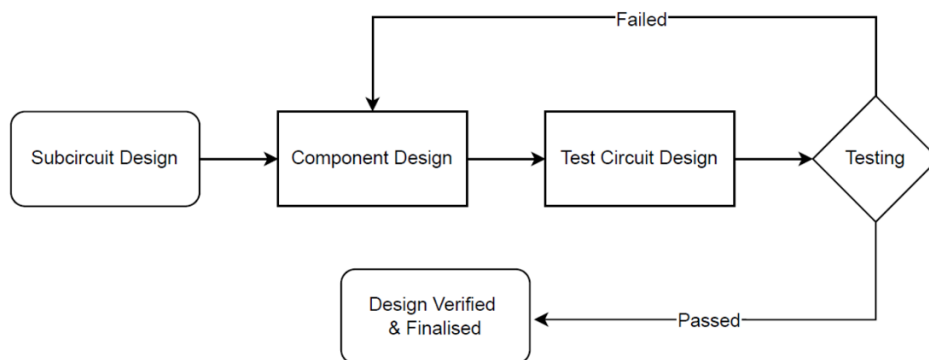 Failed
Subcircuit Design
Component Design
Test Circuit Design
Testing
Design Verified
& Finalised
Passed